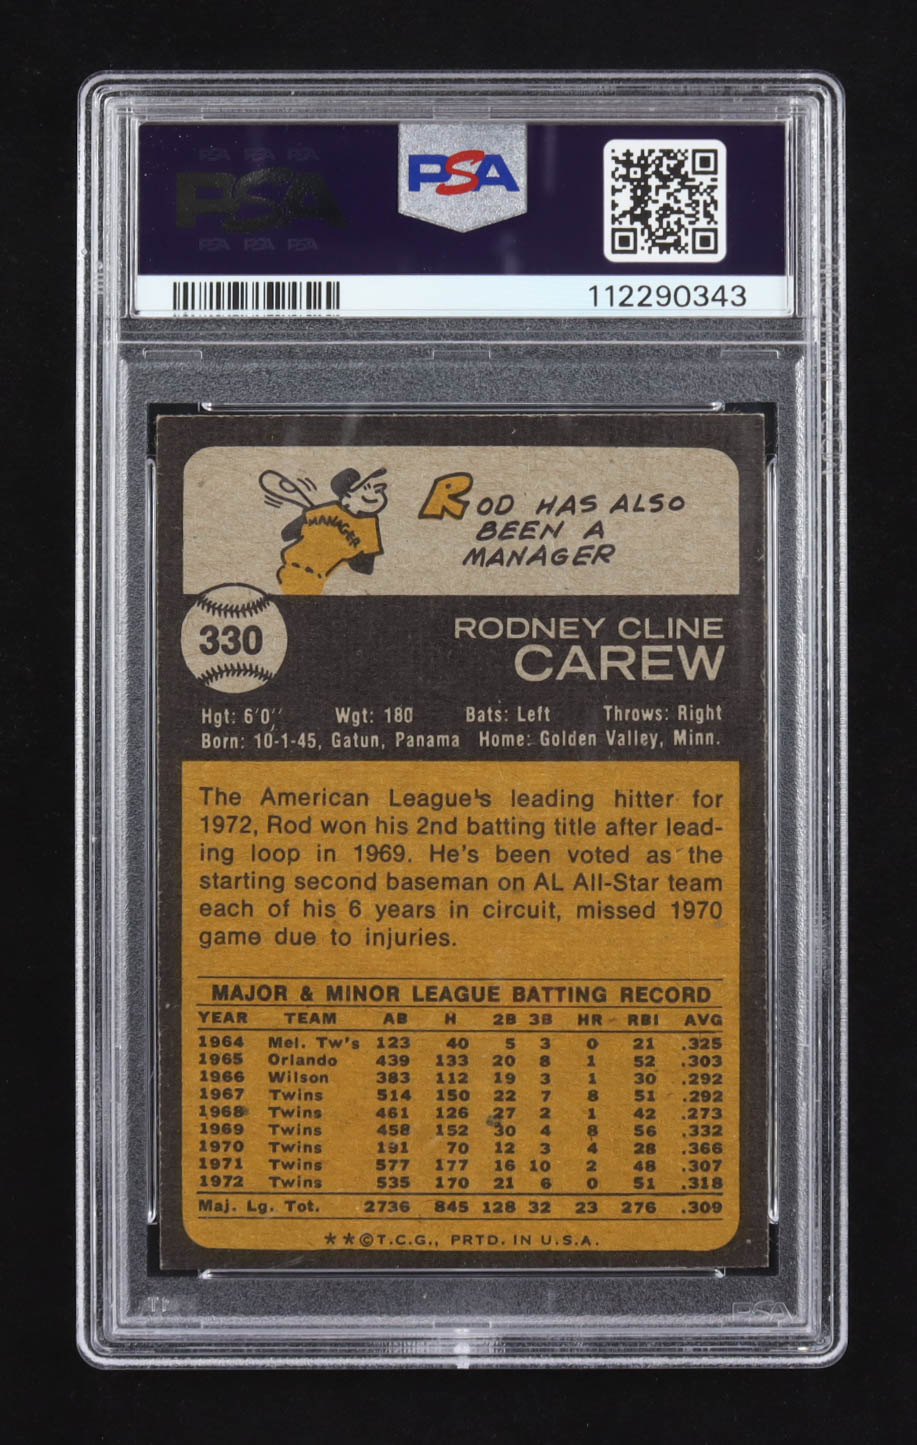 PSA PSA PSA
PSA
PSA PSA PSA
PSA
112290343
MANAGER
ROD HAS ALSO
BEEN A
MANAGER
330
RODNEY CLINE
CAREW
Hgt: 6'0" Wgt: 180 Bats: Left Throws: Right
Born: 10-1-45, Gatun, Panama Home: Golden Valley, Minn.
The American League's leading hitter for
1972, Rod won his 2nd batting title after lead-
ing loop in 1969. He's been voted as the
starting second baseman on AL All-Star team
each of his 6 years in circuit, missed 1970
game due to injuries.
MAJOR & MINOR LEAGUE BATTING RECORD
YEAR TEAM AB H 2B 3B HR RBI AVG
1964 Mel. Tw's 123 40 5 3 0 21 .325
1965 Orlando 439 133 20 8 1 52 .303
1966 Wilson 383 112 19 3 1 30 .292
1967 Twins 514 150 22 7 8 51 .292
1968 Twins 461 126 27 2 1 42 .273
1969 Twins 458 152 30 4 8 56 .332
1970 Twins 191 70 12 3 4 28 .366
1971 Twins 577 177 16 10 2 48 .307
1972 Twins 535 170 21 6 0 51 .318
Maj. Lg. Tot. 2736 845 128 32 23 276 .309
**©T.C.G., PRTD. IN U.S.A.
PSA